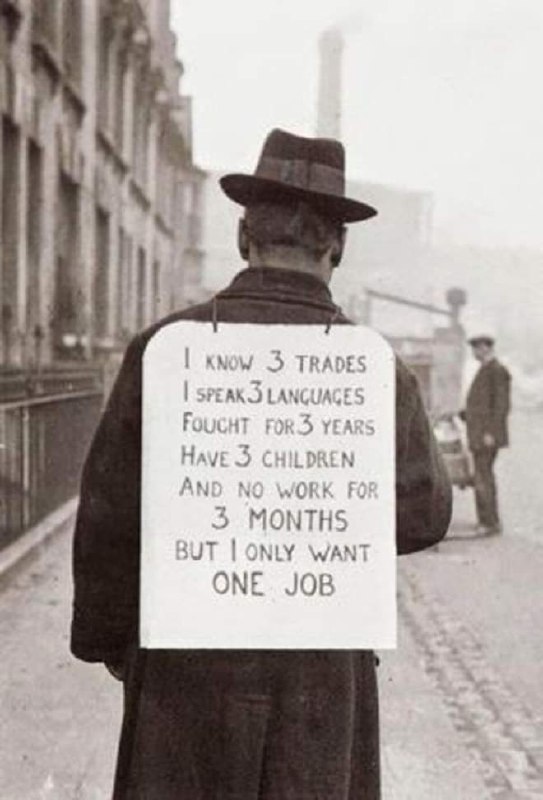 I KNOW 3 TRADES
I SPEAK 3 LANGUAGES
FOUGHT FOR 3 YEARS
HAVE 3 CHILDREN
AND NO WORK FOR
3 MONTHS
BUT I ONLY WANT
ONE JOB